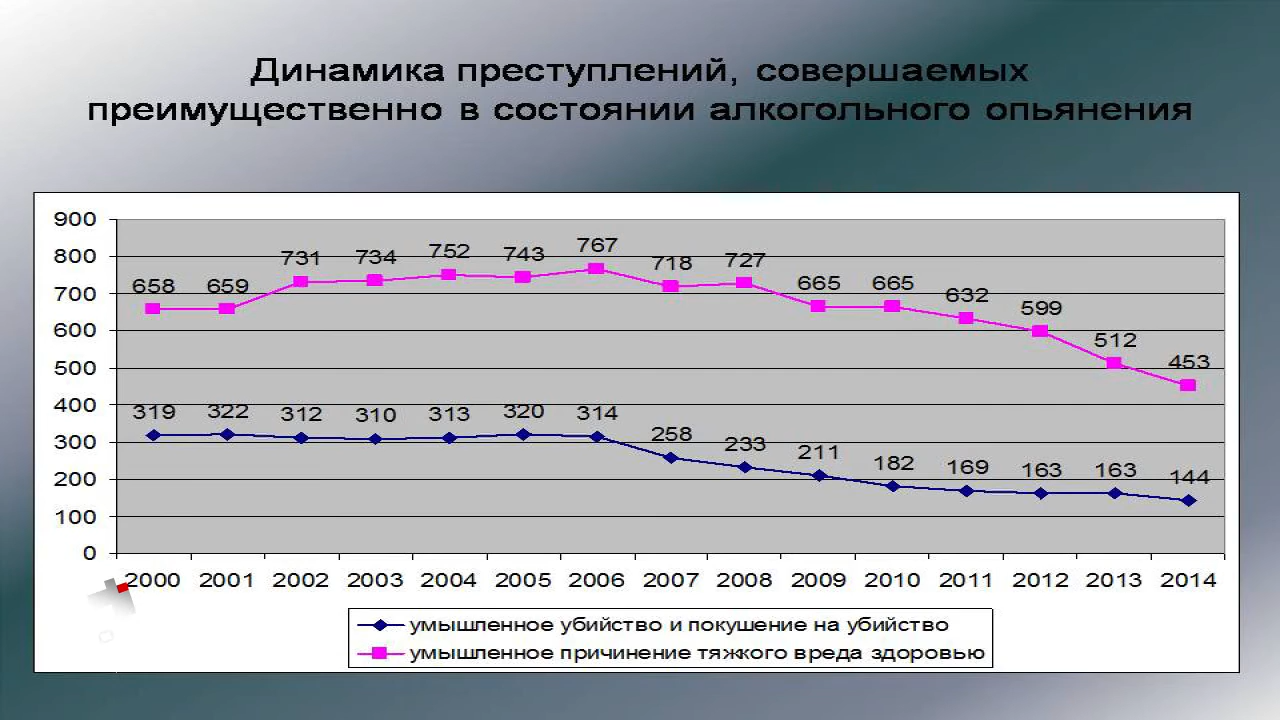 Динамика преступлений, совершаемых
преимущественно в состоянии алкогольного опьянения
900
800
700
600
500
400
300
200
100
0
658 659 731 734 752 743 767 718 727 665 665 632 599 512 453
319 322 312 310 313 320 314 258 233 211 182 169 163 163 144
2000 2001 2002 2003 2004 2005 2006 2007 2008 2009 2010 2011 2012 2013 2014
умышленное убийство и покушение на убийство
умышленное причинение тяжкого вреда здоровью